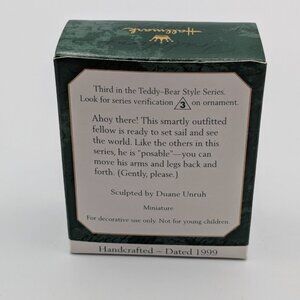 Hallmark
Third in the Teddy-Bear Style Series.
Look for series verification 3 on ornament.
Ahoy there! This smartly outfitted
fellow is ready to set sail and see
the world. Like the others in this
series, he is "posable"—you can
move his arms and legs back and
forth. (Gently, please.)
Sculpted by Duane Unruh
Miniature
For decorative use only. Not for young children.
Handcrafted – Dated 1999